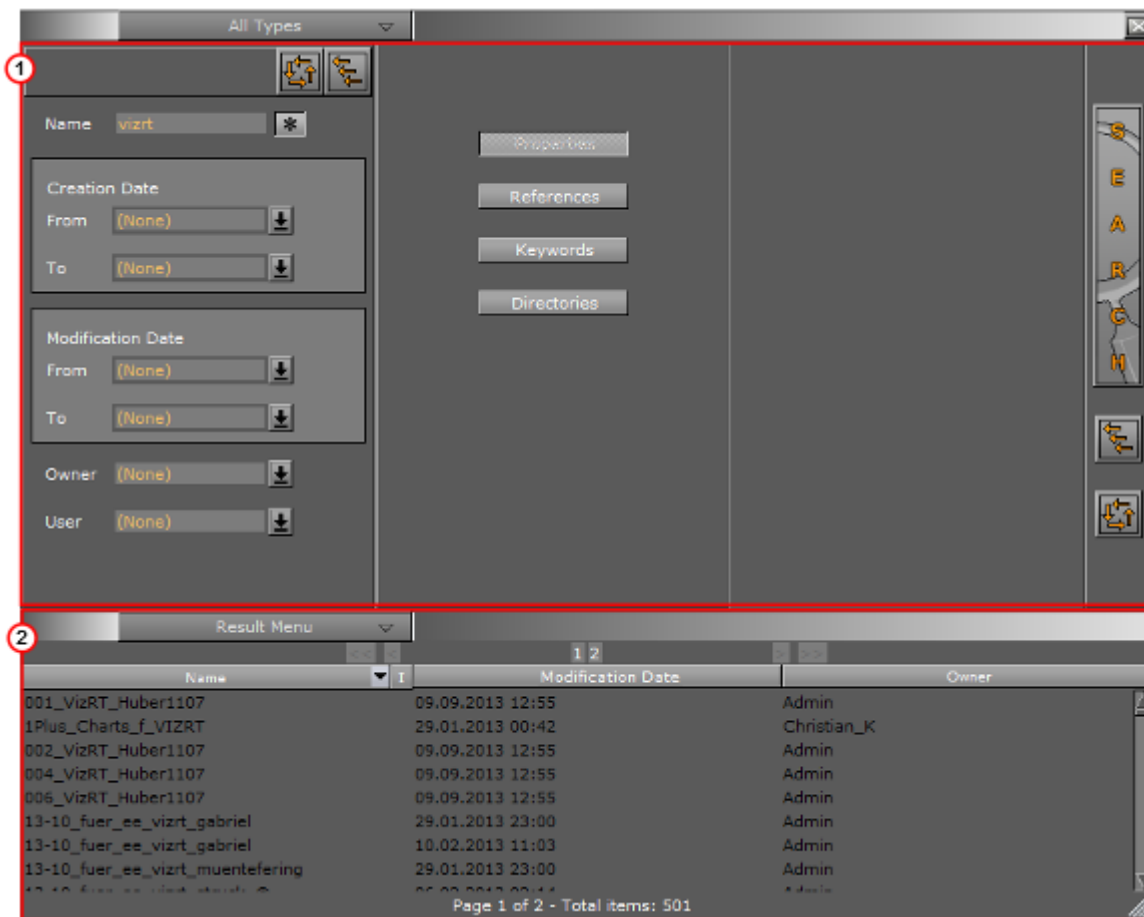 All Types
1
Name vizrt *
Creation Date
From (None)
To (None)
Modification Date
From (None)
To (None)
Owner (None)
User (None)
Properties
References
Keywords
Directories
S
E
A
R
C
H
2
Result Menu
<< < 1 2 > >>
Name I Modification Date Owner
001_VizRT_Huber1107 09.09.2013 12:55 Admin
1Plus_Charts_f_VIZRT 29.01.2013 00:42 Christian_K
002_VizRT_Huber1107 09.09.2013 12:55 Admin
004_VizRT_Huber1107 09.09.2013 12:55 Admin
006_VizRT_Huber1107 09.09.2013 12:55 Admin
13-10_fuer_ee_vizrt_gabriel 29.01.2013 23:00 Admin
13-10_fuer_ee_vizrt_gabriel 10.02.2013 11:03 Admin
13-10_fuer_ee_vizrt_muentefering 29.01.2013 23:00 Admin
Page 1 of 2 - Total items: 501